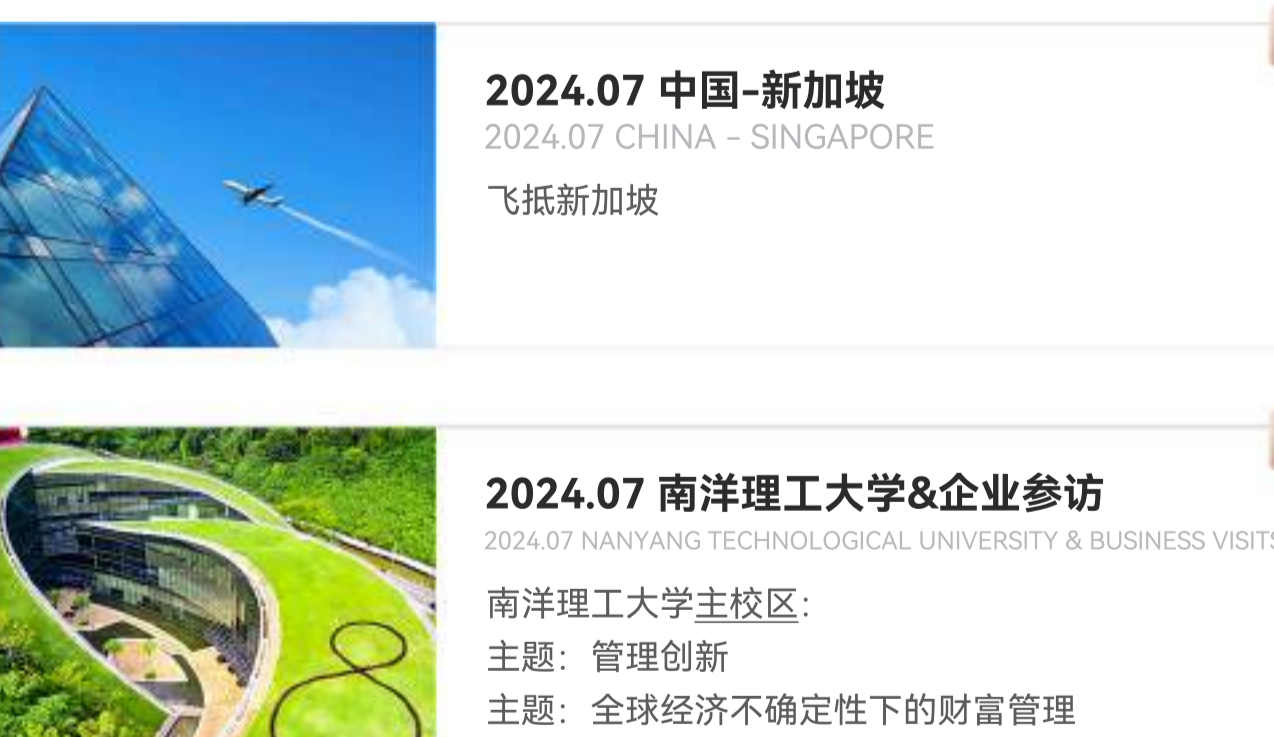 2024.07 中国-新加坡
2024.07 CHINA - SINGAPORE
飞抵新加坡
2024.07 南洋理工大学&企业参访
2024.07 NANYANG TECHNOLOGICAL UNIVERSITY & BUSINESS VISITS
南洋理工大学主校区:
主题：管理创新
主题：全球经济不确定性下的财富管理